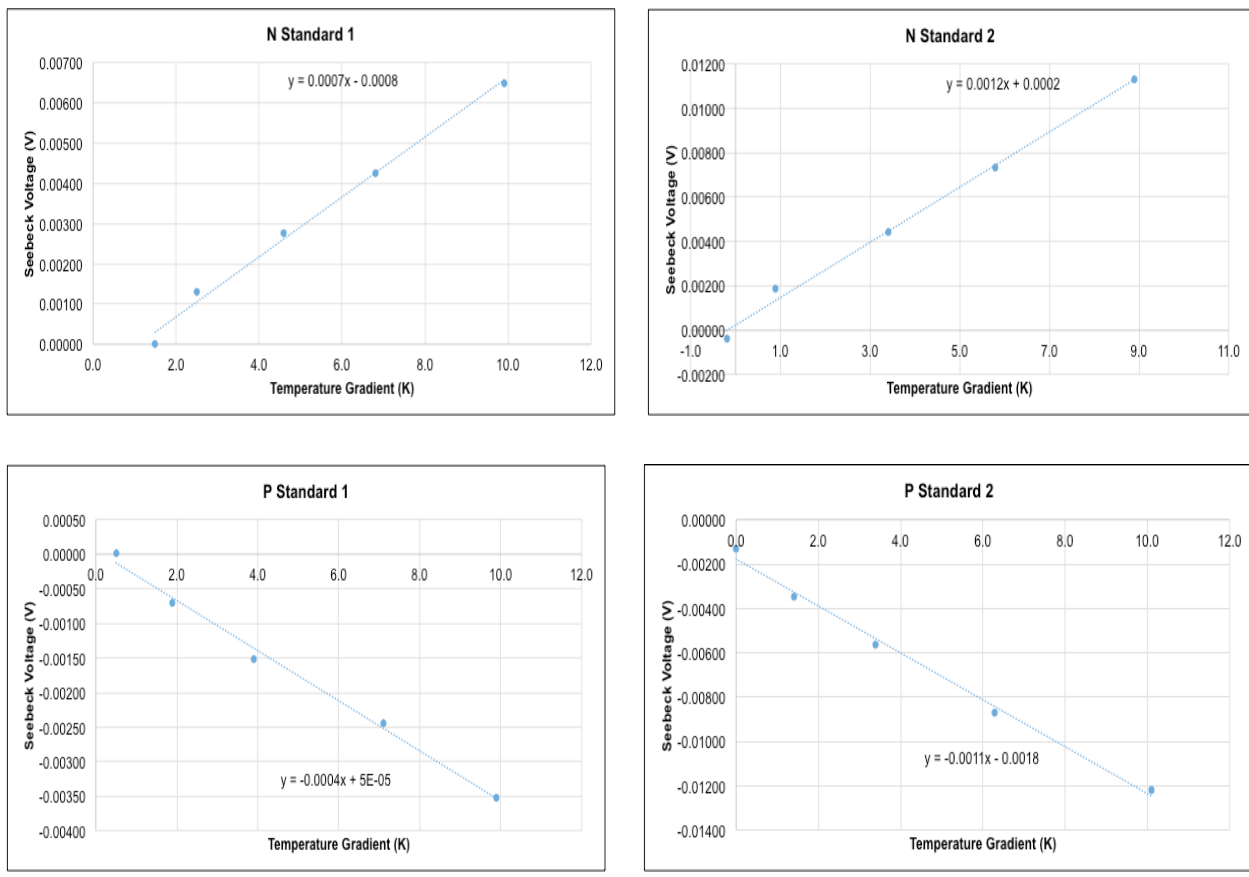 N Standard 1
y = 0.0007x - 0.0008
Seebeck Voltage (V)
0.00700
0.00600
0.00500
0.00400
0.00300
0.00200
0.00100
0.00000
0.0 2.0 4.0 6.0 8.0 10.0 12.0
Temperature Gradient (K)
N Standard 2
y = 0.0012x + 0.0002
Seebeck Voltage (V)
0.01200
0.01000
0.00800
0.00600
0.00400
0.00200
0.00000
-1.0 1.0 3.0 5.0 7.0 9.0 11.0
-0.00200
Temperature Gradient (K)
P Standard 1
Seebeck Voltage (V)
0.00050
0.00000
0.0 2.0 4.0 6.0 8.0 10.0 12.0
-0.00050
-0.00100
-0.00150
-0.00200
-0.00250
-0.00300
-0.00350
-0.00400
y = -0.0004x + 5E-05
Temperature Gradient (K)
P Standard 2
Seebeck Voltage (V)
0.00000
0.0 2.0 4.0 6.0 8.0 10.0 12.0
-0.00200
-0.00400
-0.00600
-0.00800
-0.01000
-0.01200
-0.01400
y = -0.0011x - 0.0018
Temperature Gradient (K)